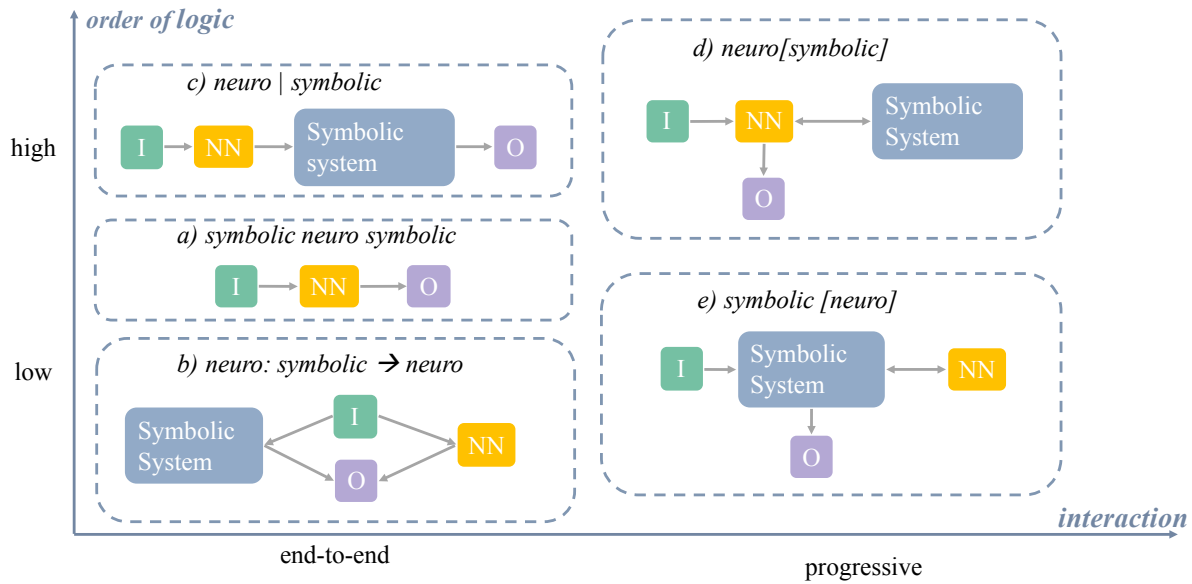 order of logic
high
low
c) neuro | symbolic
I
NN
Symbolic
system
O
a) symbolic neuro symbolic
I
NN
O
b) neuro: symbolic → neuro
Symbolic
System
I
O
NN
d) neuro[symbolic]
I
NN
Symbolic
System
O
e) symbolic [neuro]
I
Symbolic
System
NN
O
interaction
end-to-end
progressive